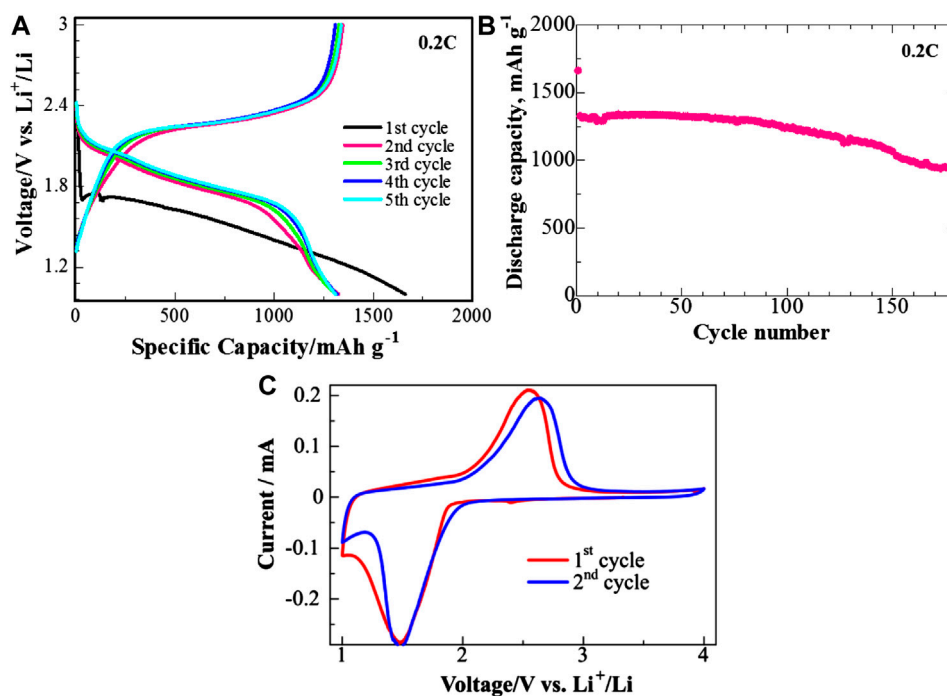 A
0.2C
3
2.4
1.8
1.2
Voltage/V vs. Li⁺/Li
1st cycle
2nd cycle
3rd cycle
4th cycle
5th cycle
0 500 1000 1500 2000
Specific Capacity/mAh g⁻¹
B
0.2C
2000
1500
1000
500
0
Discharge capacity, mAh g⁻¹
0 50 100 150
Cycle number
C
0.2
0.1
0
-0.1
-0.2
Current / mA
1ˢᵗ cycle
2ⁿᵈ cycle
1 2 3 4
Voltage/V vs. Li⁺/Li